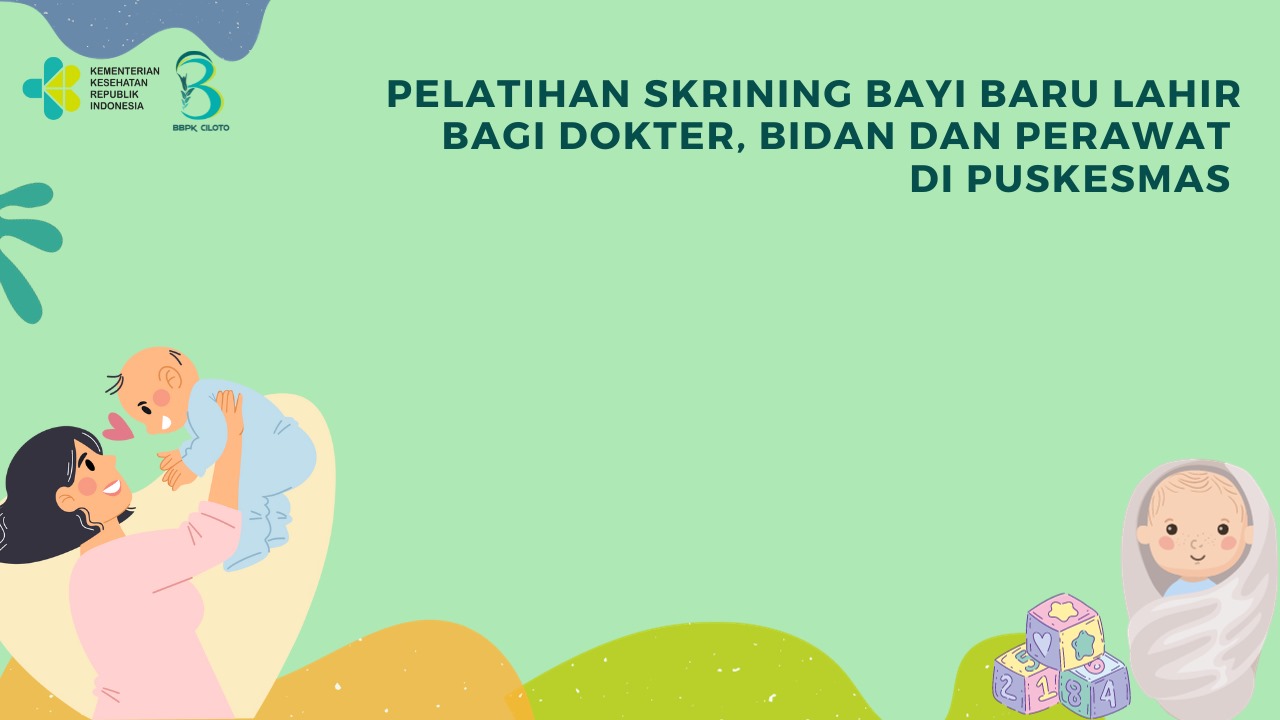 KEMENTERIAN
KESEHATAN
REPUBLIK
INDONESIA
BBPK CILOTO
PELATIHAN SKRINING BAYI BARU LAHIR
BAGI DOKTER, BIDAN DAN PERAWAT
DI PUSKESMAS
5
2
1
8
8
4